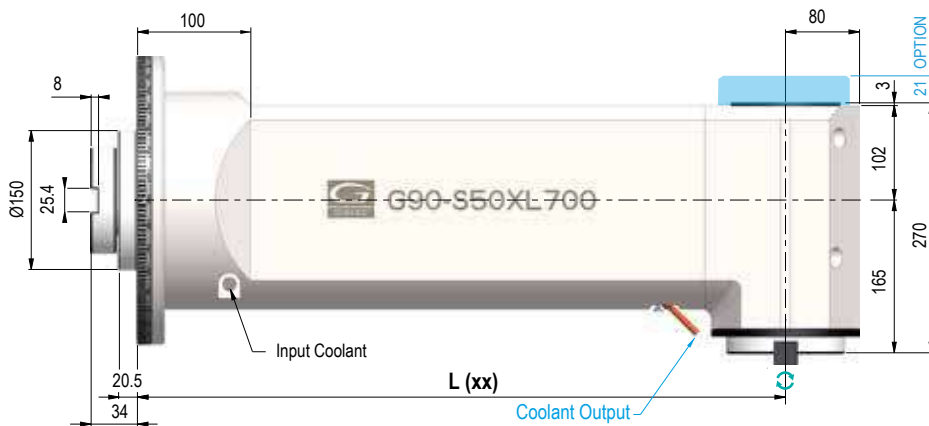 100
80
21 OPTION
8
3
Ø150
25.4
G90-S50XL700
102
270
165
Input Coolant
20.5
L (xx)
34
Coolant Output